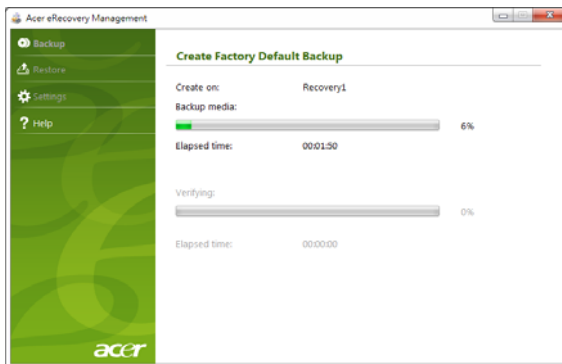 Acer eRecovery Management
Backup
Restore
Settings
Help
Create Factory Default Backup
Create on: Recovery1
Backup media:
6%
Elapsed time: 00:01:50
Verifying:
0%
Elapsed time: 00:00:00
acer